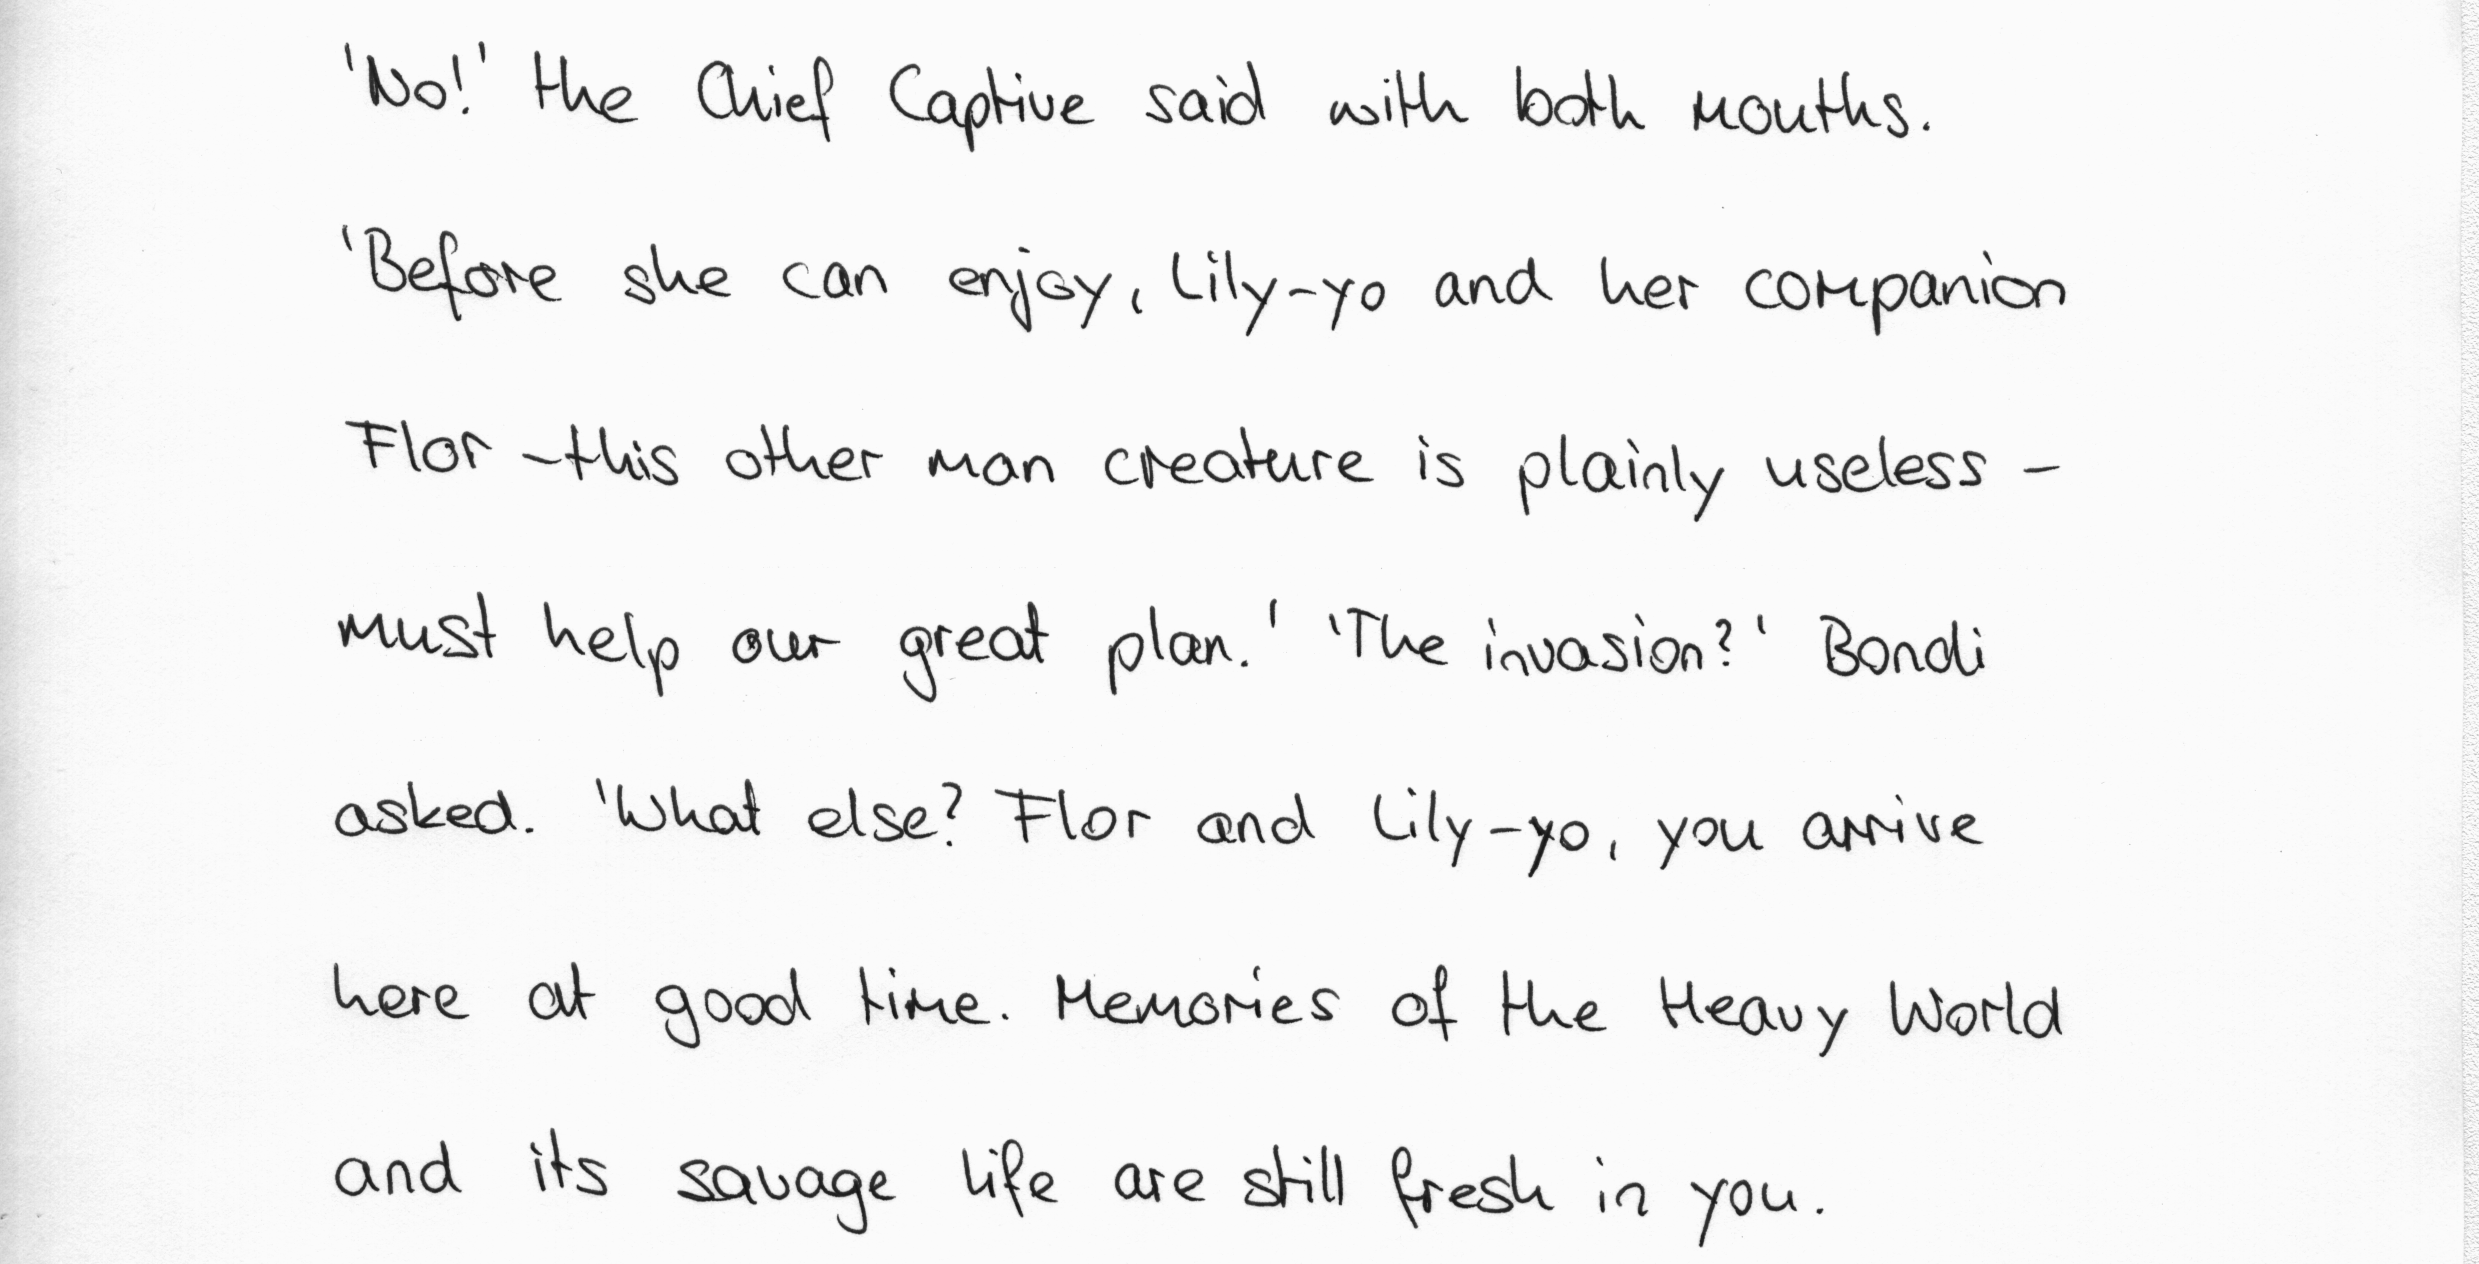 'No!' the Chief Captive said with both mouths.
'Before she can enjoy, Lily-yo and her companion
Flor - this other man creature is plainly useless -
must help our great plan.' 'The invasion?' Bondi
asked. 'What else? Flor and Lily-yo, you arrive
here at good time. Memories of the Heavy World
and its savage life are still fresh in you.